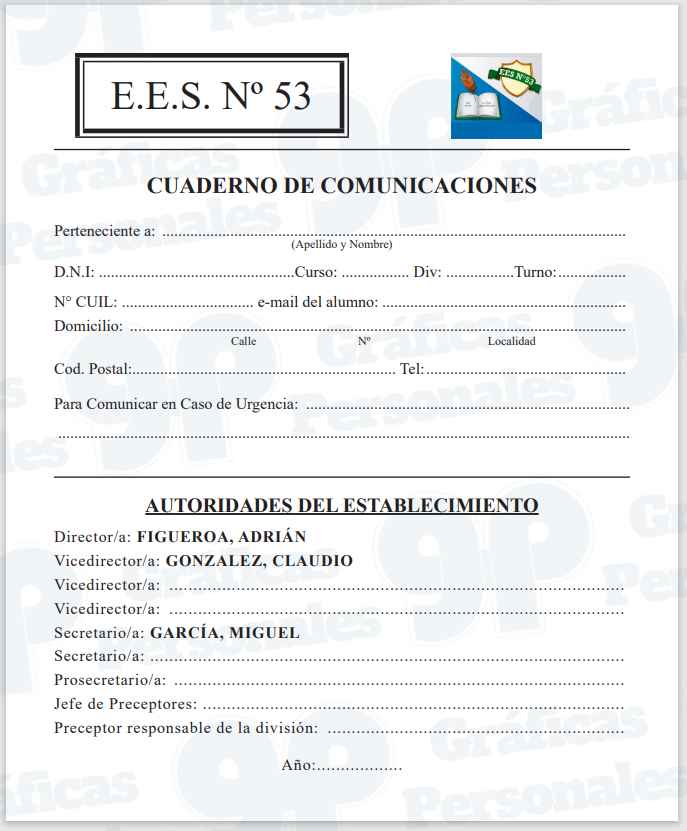 E.E.S. Nº 53
E.E.S Nº 53
CUADERNO DE COMUNICACIONES
Perteneciente a: ........................................................
(Apellido y Nombre)
D.N.I: ........................ Curso: ................ Div: ................ Turno: ................
N° CUIL: ................................ e-mail del alumno: ................................
Domicilio: ........................................................
Calle Nº Localidad
Cod. Postal: ................................ Tel: ................................
Para Comunicar en Caso de Urgencia: ................................
........................................................
AUTORIDADES DEL ESTABLECIMIENTO
Director/a: FIGUEROA, ADRIÁN
Vicedirector/a: GONZALEZ, CLAUDIO
Vicedirector/a: ........................................................
Vicedirector/a: ........................................................
Secretario/a: GARCÍA, MIGUEL
Secretario/a: ........................................................
Prosecretario/a: ........................................................
Jefe de Preceptores: ........................................................
Preceptor responsable de la división: ................................
Año:..................
gp Gráficas Personales